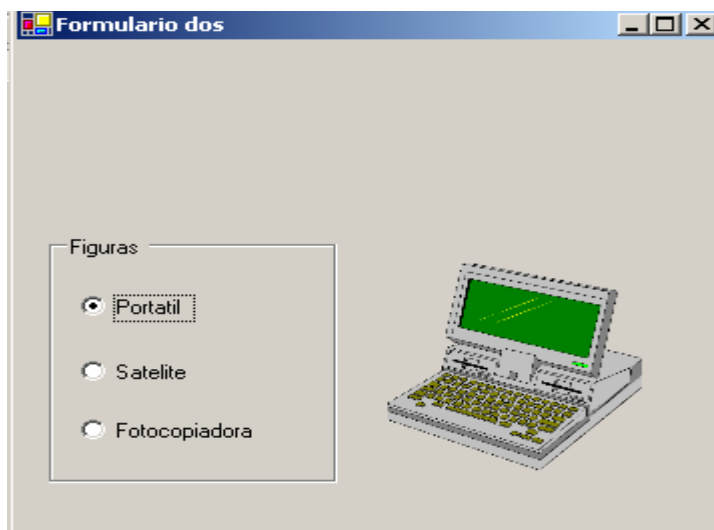 Formulario dos
Figuras
Portatil
Satelite
Fotocopiadora